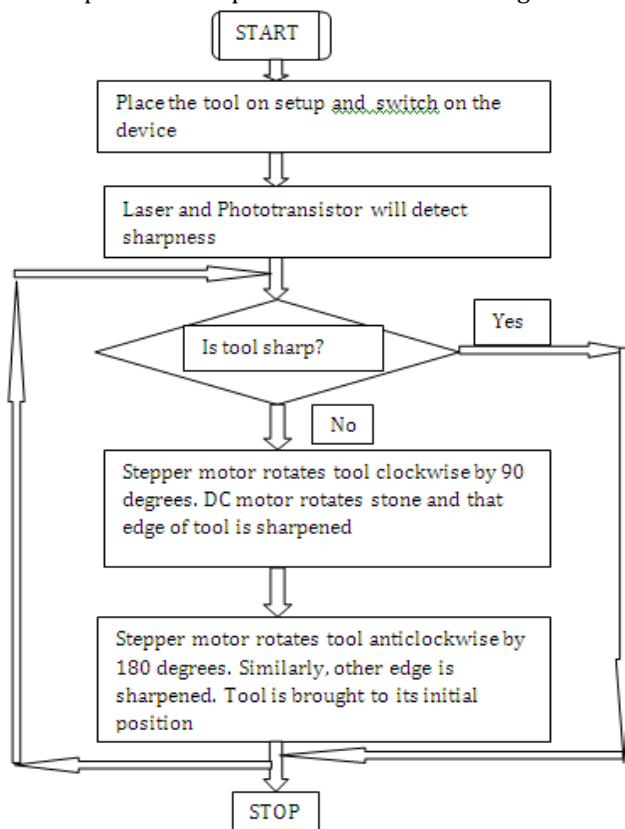 START
Place the tool on setup and switch on the
device
Laser and Phototransistor will detect
sharpness
Is tool sharp?
Yes
No
Stepper motor rotates tool clockwise by 90
degrees. DC motor rotates stone and that
edge of tool is sharpened
Stepper motor rotates tool anticlockwise by
180 degrees. Similarly, other edge is
sharpened. Tool is brought to its initial
position
STOP